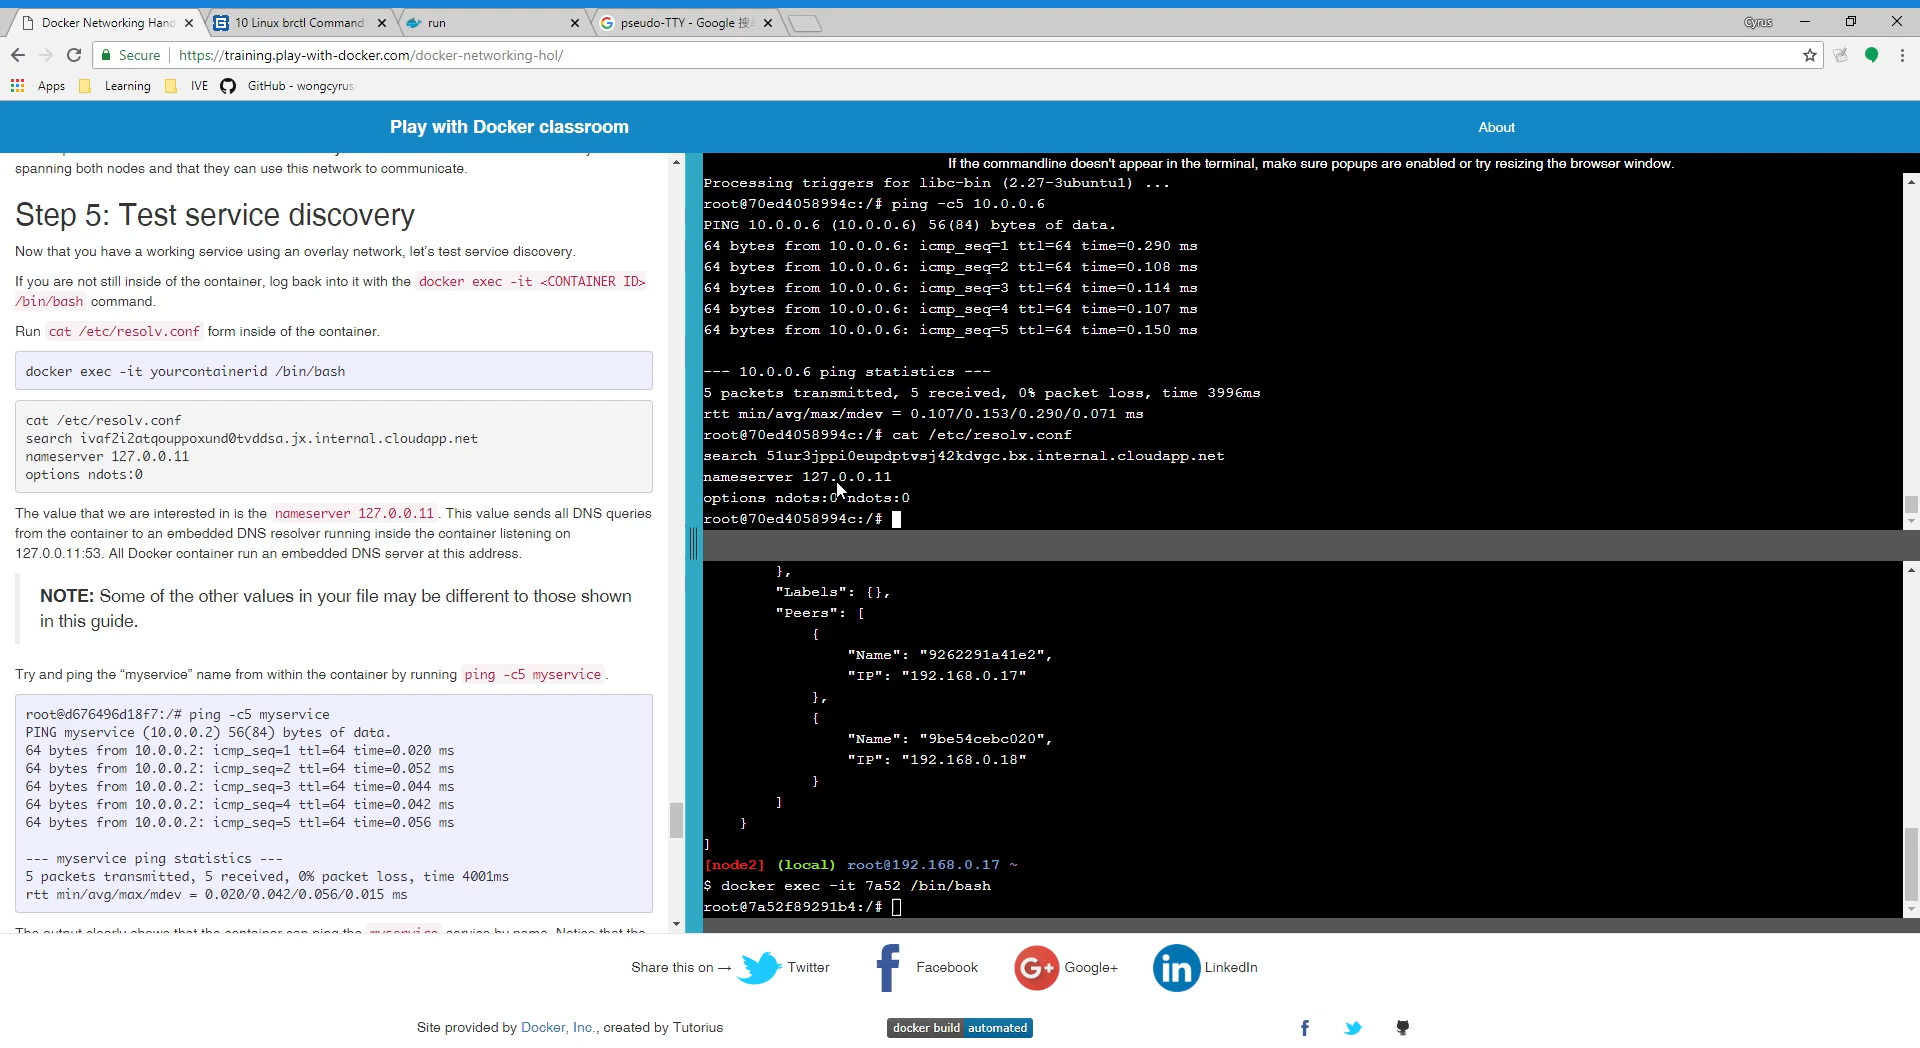 Docker Networking Hand
10 Linux brctl Command
run
pseudo-TTY - Google 搜
Cyrus
Secure
https://training.play-with-docker.com/docker-networking-hol/
Apps
Learning
IVE
GitHub - wongcyrus
Play with Docker classroom
About
spanning both nodes and that they can use this network to communicate.
Step 5: Test service discovery
Now that you have a working service using an overlay network, let's test service discovery.
If you are not still inside of the container, log back into it with the docker exec -it <CONTAINER ID>
/bin/bash command.
Run cat /etc/resolv.conf form inside of the container.
docker exec -it yourcontainerid /bin/bash
cat /etc/resolv.conf
search ivaf2i2atqouppoxund0tvddsa.jx.internal.cloudapp.net
nameserver 127.0.0.11
options ndots:0
The value that we are interested in is the nameserver 127.0.0.11. This value sends all DNS queries
from the container to an embedded DNS resolver running inside the container listening on
127.0.0.11:53. All Docker container run an embedded DNS server at this address.
NOTE: Some of the other values in your file may be different to those shown
in this guide.
Try and ping the “myservice” name from within the container by running ping -c5 myservice.
root@d676496d18f7:/# ping -c5 myservice
PING myservice (10.0.0.2) 56(84) bytes of data.
64 bytes from 10.0.0.2: icmp_seq=1 ttl=64 time=0.020 ms
64 bytes from 10.0.0.2: icmp_seq=2 ttl=64 time=0.052 ms
64 bytes from 10.0.0.2: icmp_seq=3 ttl=64 time=0.044 ms
64 bytes from 10.0.0.2: icmp_seq=4 ttl=64 time=0.042 ms
64 bytes from 10.0.0.2: icmp_seq=5 ttl=64 time=0.056 ms
--- myservice ping statistics ---
5 packets transmitted, 5 received, 0% packet loss, time 4001ms
rtt min/avg/max/mdev = 0.020/0.042/0.056/0.015 ms
The output clearly shows that the container can ping the myservice service by name. Notice that the
If the commandline doesn't appear in the terminal, make sure popups are enabled or try resizing the browser window.
Processing triggers for libc-bin (2.27-3ubuntu1) ...
root@70ed4058994c:/# ping -c5 10.0.0.6
PING 10.0.0.6 (10.0.0.6) 56(84) bytes of data.
64 bytes from 10.0.0.6: icmp_seq=1 ttl=64 time=0.290 ms
64 bytes from 10.0.0.6: icmp_seq=2 ttl=64 time=0.108 ms
64 bytes from 10.0.0.6: icmp_seq=3 ttl=64 time=0.114 ms
64 bytes from 10.0.0.6: icmp_seq=4 ttl=64 time=0.107 ms
64 bytes from 10.0.0.6: icmp_seq=5 ttl=64 time=0.150 ms
--- 10.0.0.6 ping statistics ---
5 packets transmitted, 5 received, 0% packet loss, time 3996ms
rtt min/avg/max/mdev = 0.107/0.153/0.290/0.071 ms
root@70ed4058994c:/# cat /etc/resolv.conf
search 51ur3jppi0eupdptvsj42kdvgc.bx.internal.cloudapp.net
nameserver 127.0.0.11
options ndots:0 ndots:0
root@70ed4058994c:/#
},
"Labels": {},
"Peers": [
{
"Name": "9262291a41e2",
"IP": "192.168.0.17"
},
{
"Name": "9be54cebc020",
"IP": "192.168.0.18"
}
]
}
]
[node2] (local) root@192.168.0.17 ~
$ docker exec -it 7a52 /bin/bash
root@7a52f89291b4:/#
Share this on → Twitter Facebook Google+ LinkedIn
Site provided by Docker, Inc., created by Tutorius
docker build automated